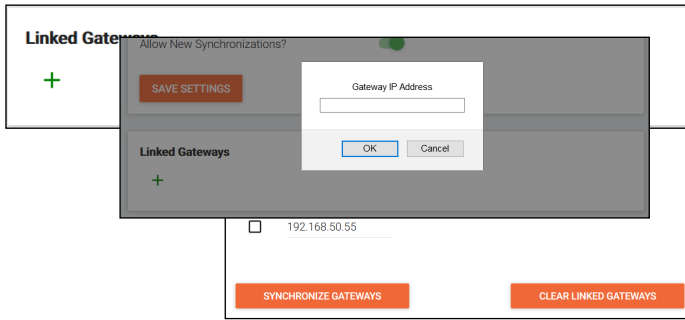 Linked Gateways
+
Allow New Synchronizations?
SAVE SETTINGS
Gateway IP Address
OK Cancel
Linked Gateways
+
192.168.50.55
SYNCHRONIZE GATEWAYS CLEAR LINKED GATEWAYS